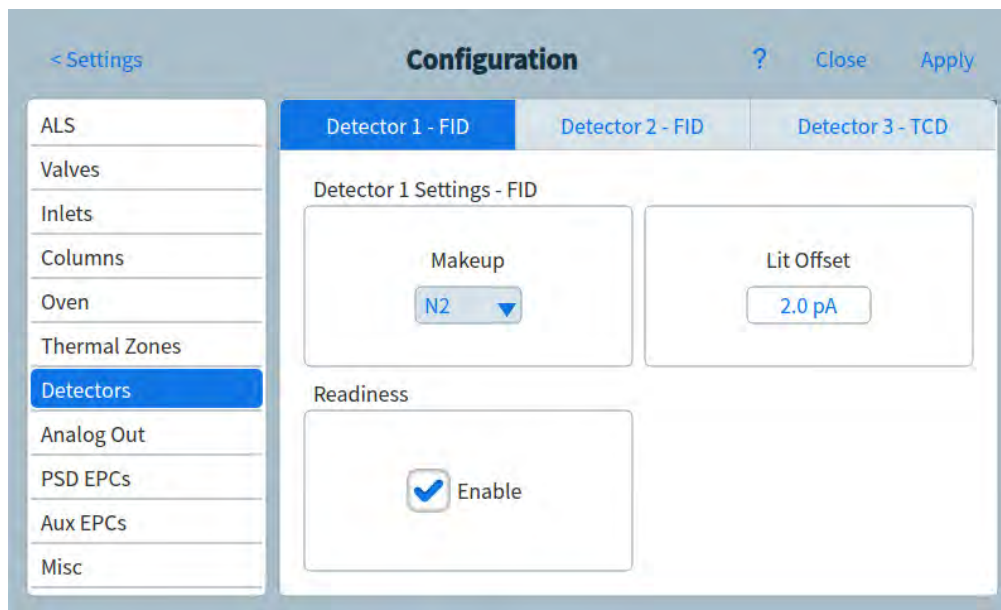 < Settings
Configuration
?
Close
Apply
ALS
Valves
Inlets
Columns
Oven
Thermal Zones
Detectors
Analog Out
PSD EPCs
Aux EPCs
Misc
Detector 1 - FID
Detector 2 - FID
Detector 3 - TCD
Detector 1 Settings - FID
Makeup
N2
Lit Offset
2.0 pA
Readiness
Enable